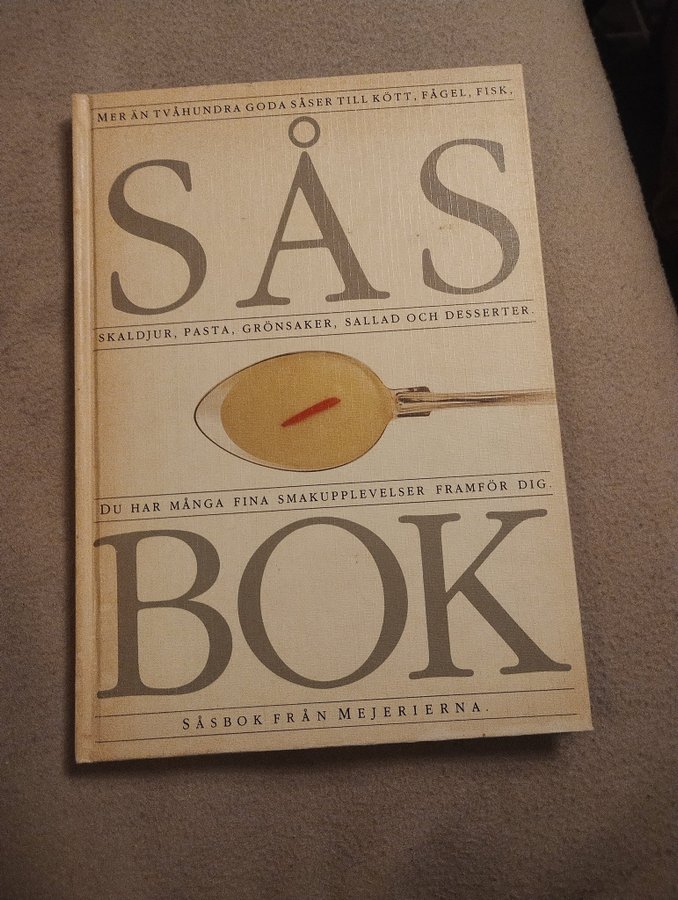 MER ÄN TVÅHUNDRA GODA SÅSER TILL KÖTT, FÅGEL, FISK,
SÅS
SKALDJUR, PASTA, GRÖNSAKER, SALLAD OCH DESSERTER.
DU HAR MÅNGA FINA SMAKUPPLEVELSER FRAMFÖR DIG.
BOK
SÅSBOK FRÅN MEJERIERNA.